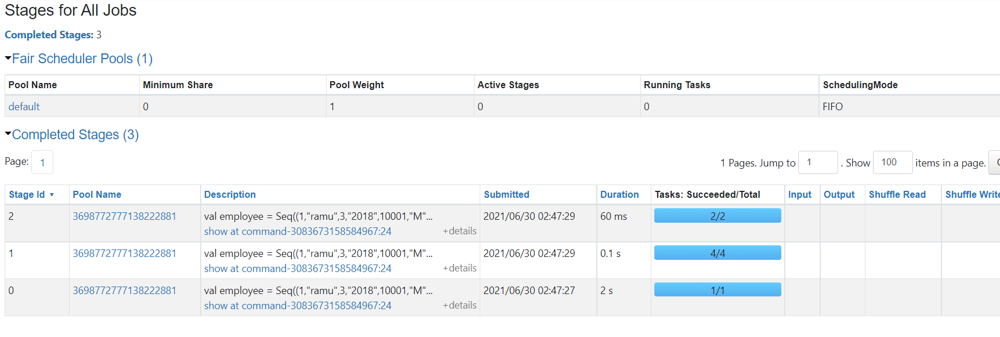 Stages for All Jobs
Completed Stages: 3
Fair Scheduler Pools (1)
Pool Name Minimum Share Pool Weight Active Stages Running Tasks SchedulingMode
default 0 1 0 0 FIFO
Completed Stages (3)
Page: 1 1 Pages. Jump to 1 . Show 100 items in a page.
Stage Id Pool Name Description Submitted Duration Tasks: Succeeded/Total Input Output Shuffle Read Shuffle Write
2 3698772777138222881 val employee = Seq((1,"ramu",3,"2018",10001,"M"... 2021/06/30 02:47:29 60 ms 2/2
show at command-3083673158584967:24 +details
1 3698772777138222881 val employee = Seq((1,"ramu",3,"2018",10001,"M"... 2021/06/30 02:47:29 0.1 s 4/4
show at command-3083673158584967:24 +details
0 3698772777138222881 val employee = Seq((1,"ramu",3,"2018",10001,"M"... 2021/06/30 02:47:27 2 s 1/1
show at command-3083673158584967:24 +details